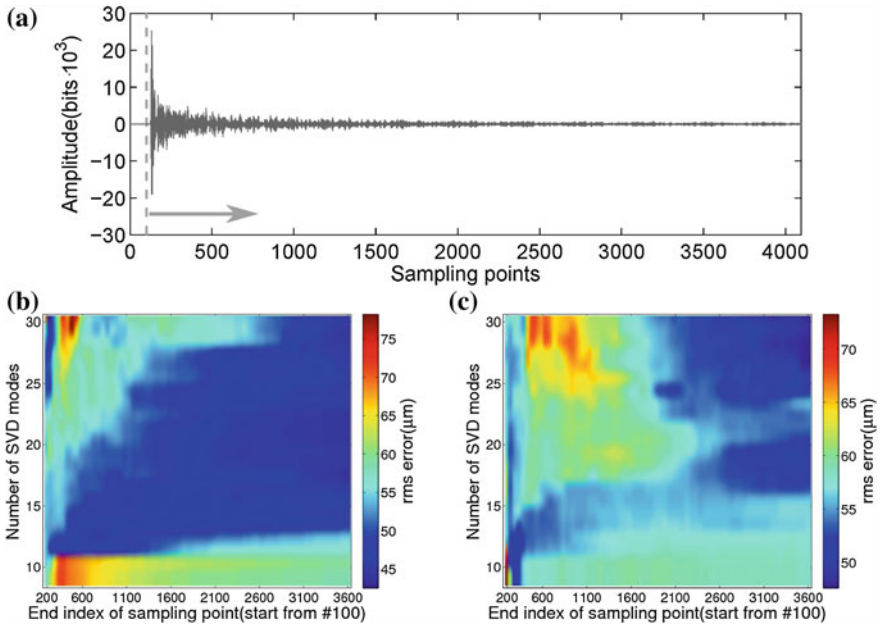 (a)
Amplitude(bits·10³)
30
20
10
0
−10
−20
−30
0 500 1000 1500 2000 2500 3000 3500 4000
Sampling points
(b)
Number of SVD modes
30
25
20
15
10
200 600 1100 1600 2100 2600 3100 3600
End index of sampling point(start from #100)
75
70
65
60
55
50
45
rms error(μm)
(c)
Number of SVD modes
30
25
20
15
10
200 600 1100 1600 2100 2600 3100 3600
End index of sampling point(start from #100)
70
65
60
55
50
rms error(μm)